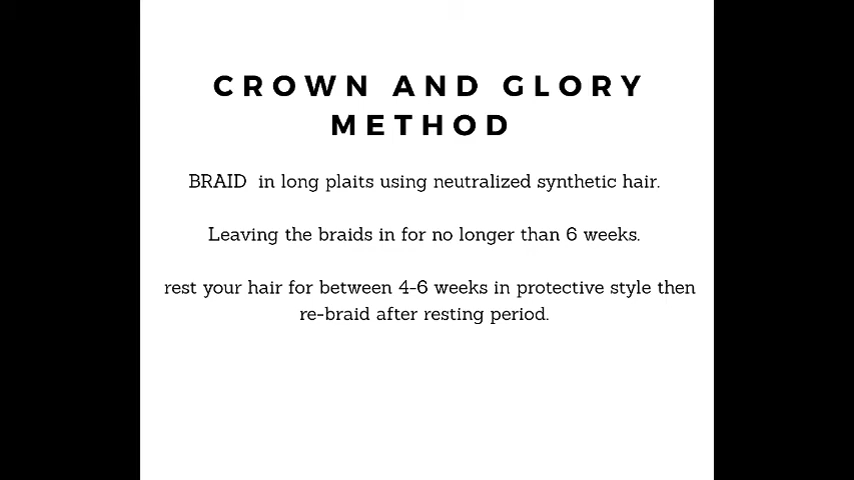 CROWN AND GLORY
METHOD
BRAID in long plaits using neutralized synthetic hair.
Leaving the braids in for no longer than 6 weeks.
rest your hair for between 4-6 weeks in protective style then
re-braid after resting period.